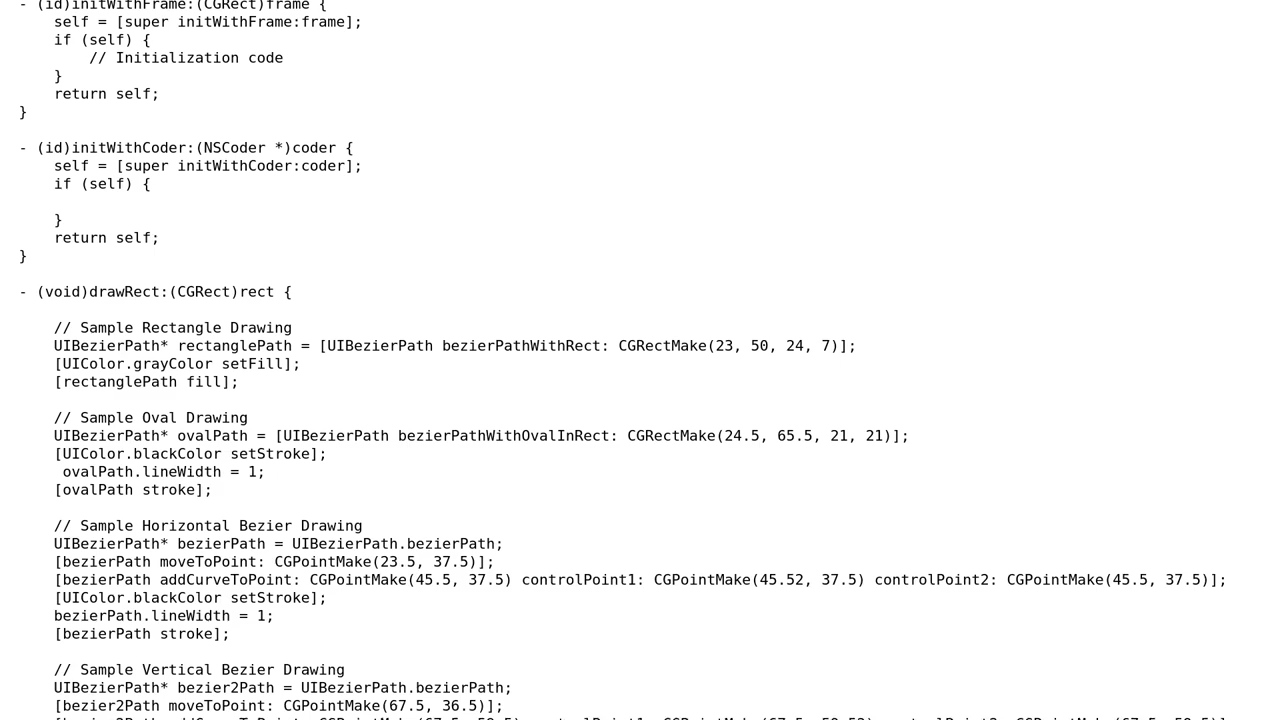 - (id)initWithFrame:(CGRect)frame {
    self = [super initWithFrame:frame];
    if (self) {
        // Initialization code
    }
    return self;
}

- (id)initWithCoder:(NSCoder *)coder {
    self = [super initWithCoder:coder];
    if (self) {

    }
    return self;
}

- (void)drawRect:(CGRect)rect {

    // Sample Rectangle Drawing
    UIBezierPath* rectanglePath = [UIBezierPath bezierPathWithRect: CGRectMake(23, 50, 24, 7)];
    [UIColor.grayColor setFill];
    [rectanglePath fill];

    // Sample Oval Drawing
    UIBezierPath* ovalPath = [UIBezierPath bezierPathWithOvalInRect: CGRectMake(24.5, 65.5, 21, 21)];
    [UIColor.blackColor setStroke];
     ovalPath.lineWidth = 1;
    [ovalPath stroke];

    // Sample Horizontal Bezier Drawing
    UIBezierPath* bezierPath = UIBezierPath.bezierPath;
    [bezierPath moveToPoint: CGPointMake(23.5, 37.5)];
    [bezierPath addCurveToPoint: CGPointMake(45.5, 37.5) controlPoint1: CGPointMake(45.52, 37.5) controlPoint2: CGPointMake(45.5, 37.5)];
    [UIColor.blackColor setStroke];
    bezierPath.lineWidth = 1;
    [bezierPath stroke];

    // Sample Vertical Bezier Drawing
    UIBezierPath* bezier2Path = UIBezierPath.bezierPath;
    [bezier2Path moveToPoint: CGPointMake(67.5, 36.5)];